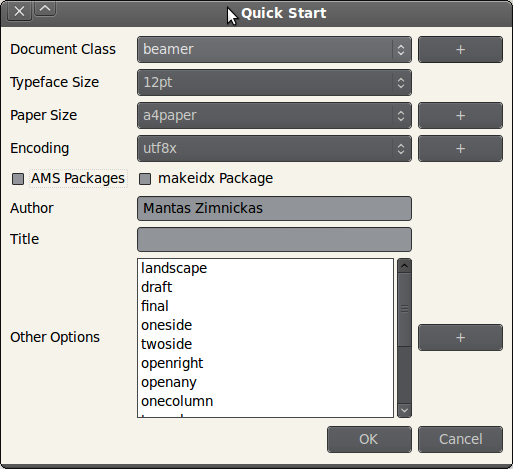 Quick Start
Document Class beamer +
Typeface Size 12pt
Paper Size a4paper +
Encoding utf8x +
AMS Packages makeidx Package
Author Mantas Zimnickas
Title
landscape
draft
final
oneside
twoside
Other Options +
openright
openany
onecolumn
OK Cancel